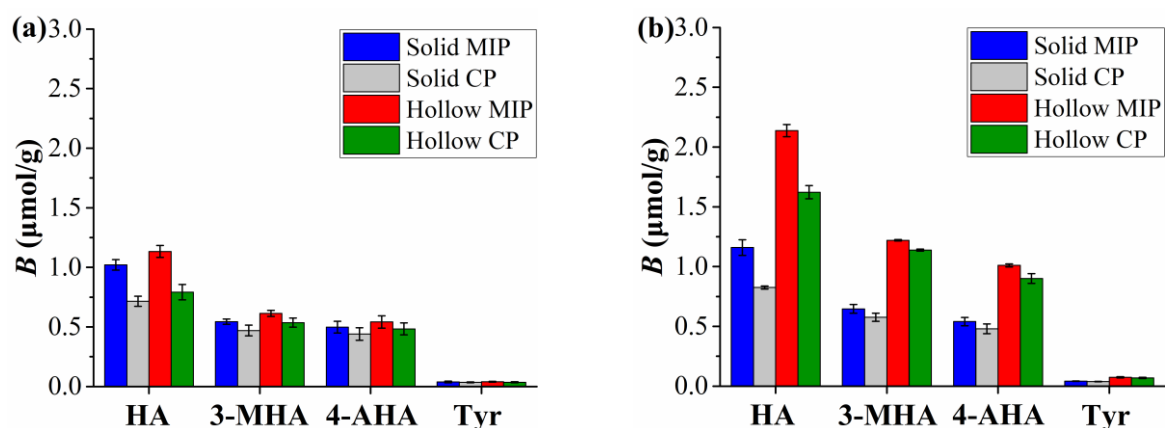 (a)
3.0
2.5
2.0
1.5
1.0
0.5
0.0
B (μmol/g)
Solid MIP
Solid CP
Hollow MIP
Hollow CP
HA 3-MHA 4-AHA Tyr
(b)
3.0
2.5
2.0
1.5
1.0
0.5
0.0
B (μmol/g)
Solid MIP
Solid CP
Hollow MIP
Hollow CP
HA 3-MHA 4-AHA Tyr